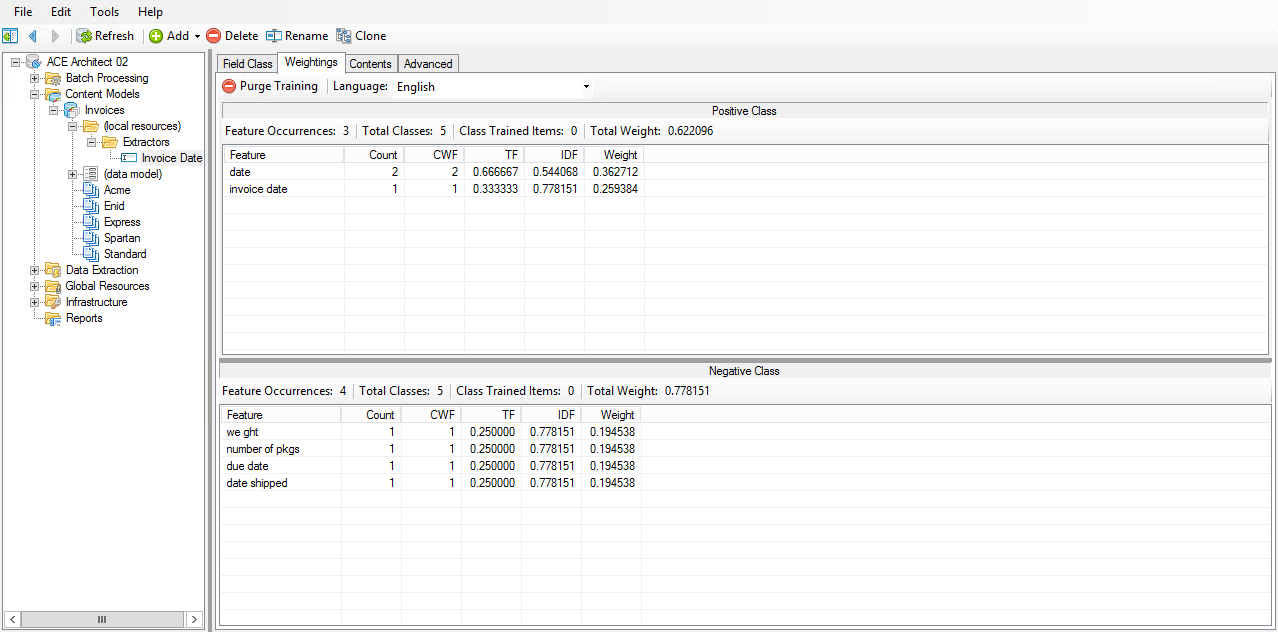 File Edit Tools Help
Refresh Add Delete Rename Clone
ACE Architect 02
Batch Processing
Content Models
Invoices
(local resources)
Extractors
Invoice Date
(data model)
Acme
Enid
Express
Spartan
Standard
Data Extraction
Global Resources
Infrastructure
Reports
Field Class Weightings Contents Advanced
Purge Training Language: English
Positive Class
Feature Occurrences: 3 Total Classes: 5 Class Trained Items: 0 Total Weight: 0.622096
Feature Count CWF TF IDF Weight
date 2 2 0.666667 0.544068 0.362712
invoice date 1 1 0.333333 0.778151 0.259384
Negative Class
Feature Occurrences: 4 Total Classes: 5 Class Trained Items: 0 Total Weight: 0.778151
Feature Count CWF TF IDF Weight
we ght 1 1 0.250000 0.778151 0.194538
number of pkgs 1 1 0.250000 0.778151 0.194538
due date 1 1 0.250000 0.778151 0.194538
date shipped 1 1 0.250000 0.778151 0.194538